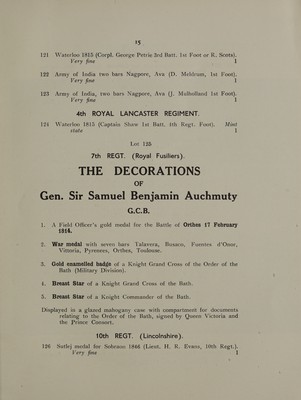 15
121 Waterloo 1815 (Corpl. George Petrie 3rd Batt. 1st Foot or R. Scots).
Very fine 1
122 Army of India two bars Nagpore, Ava (D. Meldrum, 1st Foot).
Very fine 1
123 Army of India, two bars Nagpore, Ava (J. Mulholland 1st Foot).
Very fine 1
4th ROYAL LANCASTER REGIMENT.
124 Waterloo 1815 (Captain Shaw 1st Batt. 4th Regt. Foot). Mint
state 1
Lot 125
7th REGT. (Royal Fusiliers).
THE DECORATIONS
OF
Gen. Sir Samuel Benjamin Auchmuty
G.C.B.
1. A Field Officer's gold medal for the Battle of Orthes 17 February
1814.
2. War medal with seven bars Talavera, Busaco, Fuentes d'Onor,
Vittoria, Pyrenees, Orthes, Toulouse.
3. Gold enamelled badge of a Knight Grand Cross of the Order of the
Bath (Military Division).
4. Breast Star of a Knight Grand Cross of the Bath.
5. Breast Star of a Knight Commander of the Bath.
Displayed in a glazed mahogany case with compartment for documents
relating to the Order of the Bath, signed by Queen Victoria and
the Prince Consort.
10th REGT. (Lincolnshire).
126 Sutlej medal for Sobraon 1846 (Lieut. H. R. Evans, 10th Regt.).
Very fine 1